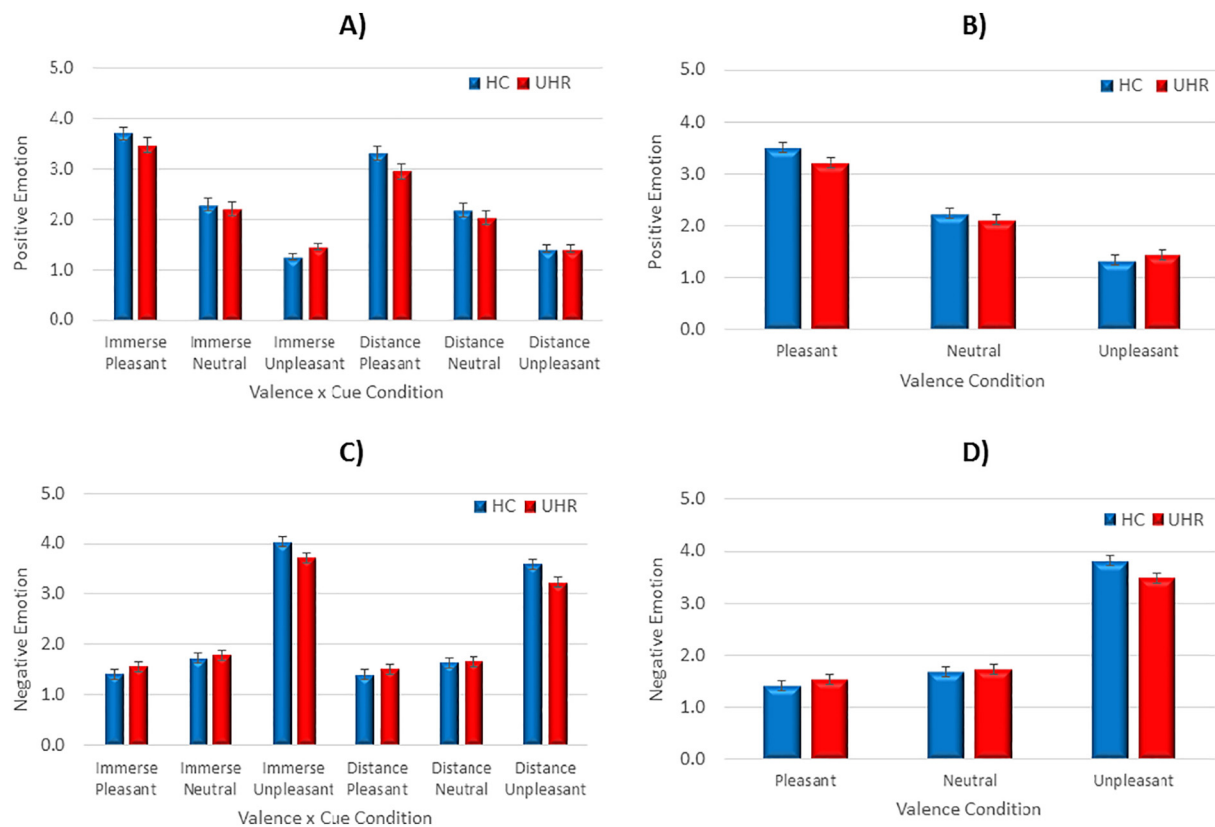 A)
5.0
HC UHR
4.0
3.0
2.0
1.0
0.0
Positive Emotion
Immerse Immerse Immerse Distance Distance Distance
Pleasant Neutral Unpleasant Pleasant Neutral Unpleasant
Valence x Cue Condition
B)
5.0
HC UHR
4.0
3.0
2.0
1.0
0.0
Positive Emotion
Pleasant Neutral Unpleasant
Valence Condition
C)
5.0
HC UHR
4.0
3.0
2.0
1.0
0.0
Negative Emotion
Immerse Immerse Immerse Distance Distance Distance
Pleasant Neutral Unpleasant Pleasant Neutral Unpleasant
Valence x Cue Condition
D)
5.0
HC UHR
4.0
3.0
2.0
1.0
0.0
Negative Emotion
Pleasant Neutral Unpleasant
Valence Condition